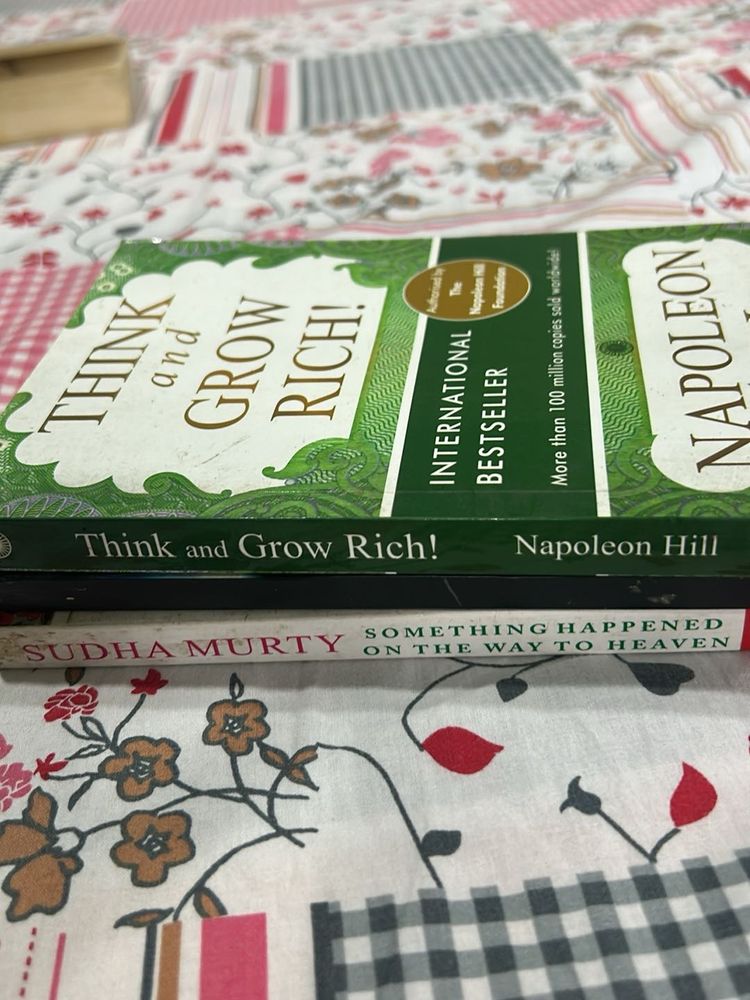 THINK
and
GROW
RICH!
Authorised by
The
Napoleon Hill
Foundation
INTERNATIONAL
BESTSELLER
More than 100 million copies sold worldwide!
NAPOLEON
Think and Grow Rich! Napoleon Hill
SUDHA MURTY SOMETHING HAPPENED
ON THE WAY TO HEAVEN